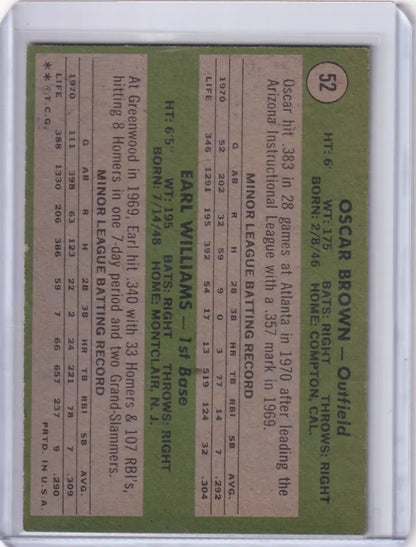 52
OSCAR BROWN — Outfield
HT: 6' WT: 175 BATS: RIGHT THROWS: RIGHT
BORN: 2/8/46 HOME: COMPTON, CAL.
Oscar hit .383 in 28 games at Atlanta in 1970 after leading the
Arizona Instructional League with a .357 mark in 1969.
MINOR LEAGUE BATTING RECORD
G AB R H 2B 3B HR TB RBI SB AVG.
1970 52 202 32 59 9 0 3 77 14 7 .292
LIFE 346 1291 195 392 54 17 13 519 124 32 .304
EARL WILLIAMS — 1st Base
HT: 6'5" WT: 195 BATS: RIGHT THROWS: RIGHT
BORN: 7/14/48 HOME: MONTCLAIR, N. J.
At Greenwood in 1969, Earl hit .340 with 33 Homers & 107 RBI's,
hitting 8 Homers in one 7-day period and two Grand-Slammers.
MINOR LEAGUE BATTING RECORD
G AB R H 2B 3B HR TB RBI SB AVG.
1970 111 398 63 123 22 2 24 221 78 2 .309
LIFE 388 1330 206 386 59 7 66 657 237 9 .290
** © T.C.G. PRTD. IN U.S.A.